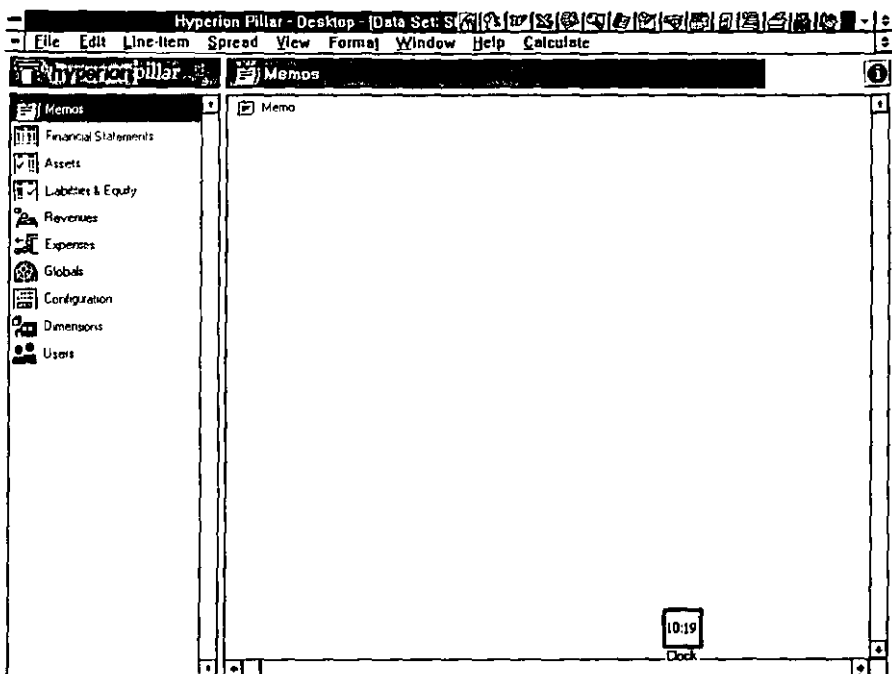 Hyperion Pillar - Desktop - [Data Set: S
File Edit Line-Item Spread View Format Window Help Calculate
hyperion pillar
Memos
Memos
Memo
Financial Statements
Assets
Liabilities & Equity
Revenues
Expenses
Globals
Configuration
Dimensions
Users
10:19
Clock